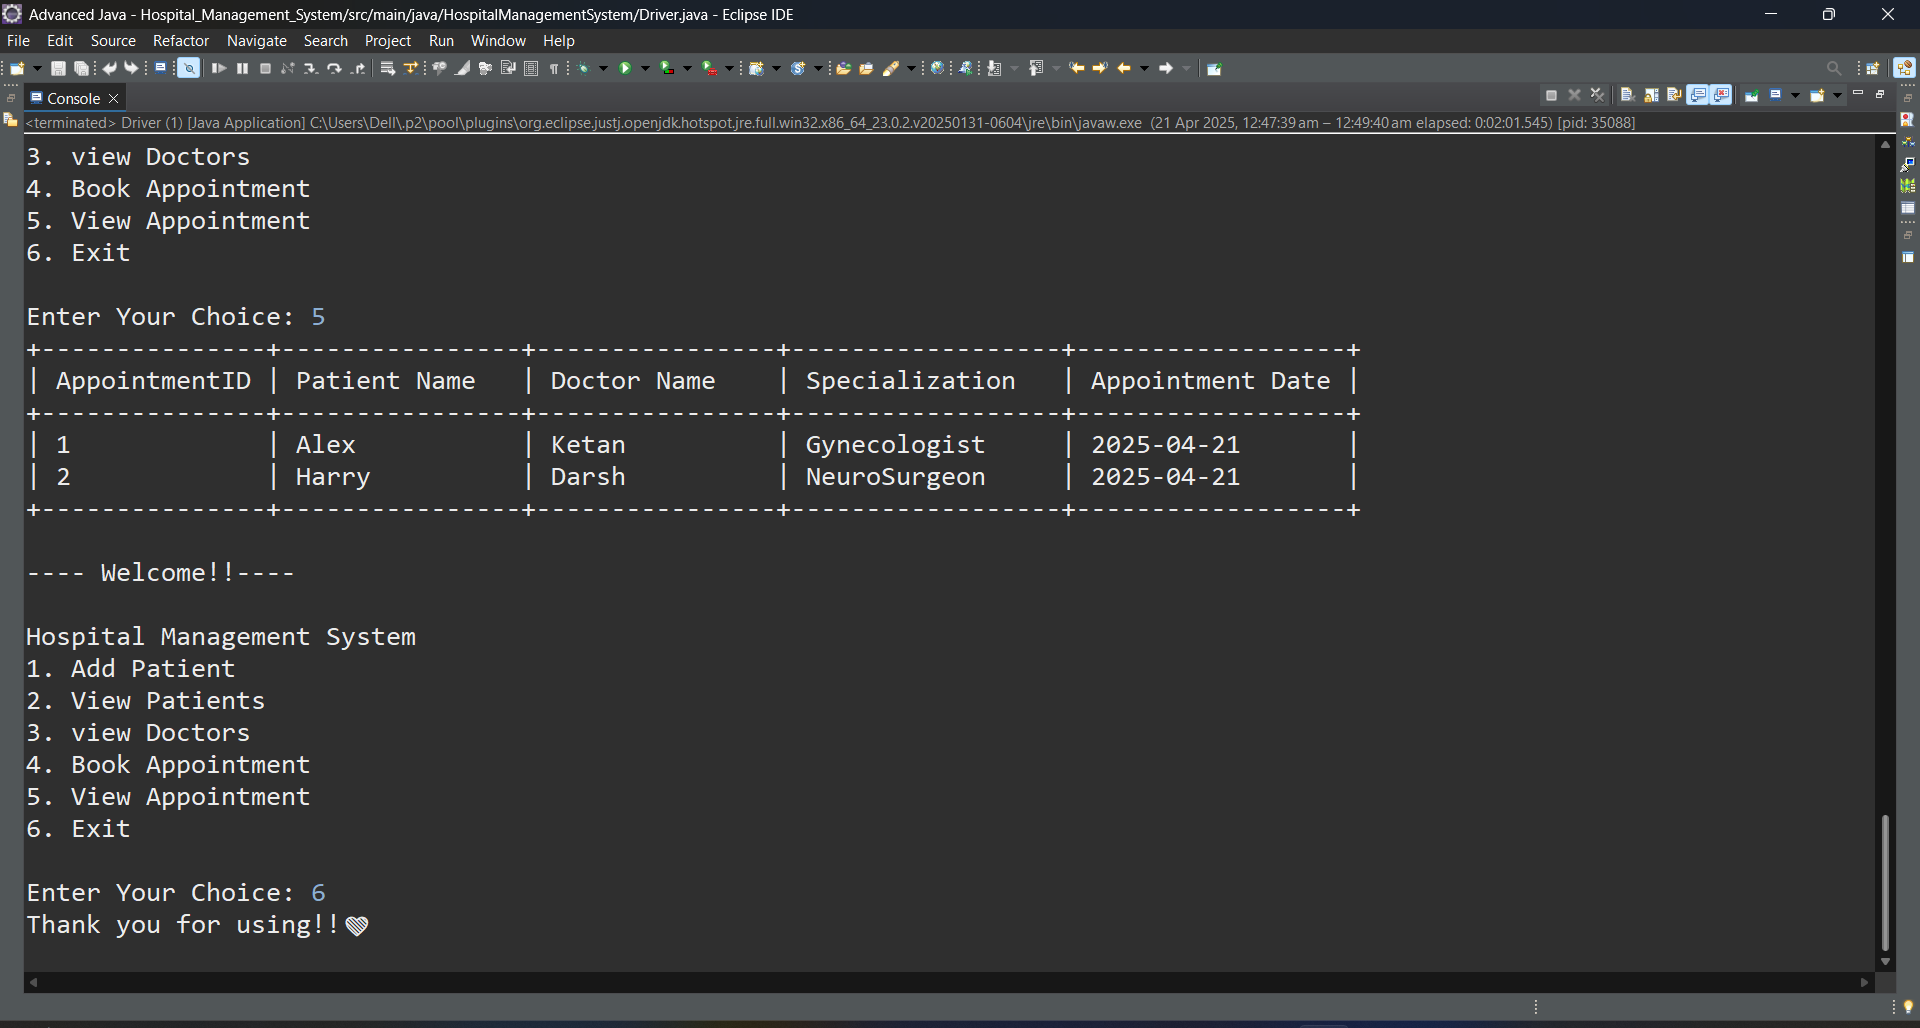 Advanced Java - Hospital_Management_System/src/main/java/HospitalManagementSystem/Driver.java - Eclipse IDE
File Edit Source Refactor Navigate Search Project Run Window Help
Console
<terminated> Driver (1) [Java Application] C:\Users\Dell\.p2\pool\plugins\org.eclipse.justj.openjdk.hotspot.jre.full.win32.x86_64_23.0.2.v20250131-0604\jre\bin\javaw.exe (21 Apr 2025, 12:47:39 am – 12:49:40 am elapsed: 0:02:01.545) [pid: 35088]
3. view Doctors
4. Book Appointment
5. View Appointment
6. Exit
Enter Your Choice: 5
+---------------+----------------+----------------+------------------+------------------+
| AppointmentID | Patient Name   | Doctor Name    | Specialization   | Appointment Date |
+---------------+----------------+----------------+------------------+------------------+
| 1             | Alex           | Ketan          | Gynecologist     | 2025-04-21       |
| 2             | Harry          | Darsh          | NeuroSurgeon     | 2025-04-21       |
+---------------+----------------+----------------+------------------+------------------+
---- Welcome!!----
Hospital Management System
1. Add Patient
2. View Patients
3. view Doctors
4. Book Appointment
5. View Appointment
6. Exit
Enter Your Choice: 6
Thank you for using!!🩶